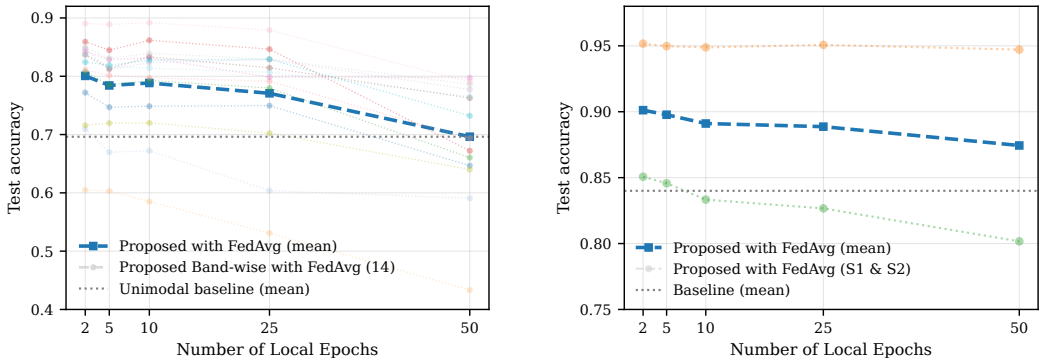 0.9
0.8
0.7
0.6
0.5
0.4
Test accuracy
Proposed with FedAvg (mean)
Proposed Band-wise with FedAvg (14)
Unimodal baseline (mean)
2 5 10 25 50
Number of Local Epochs
0.95
0.90
0.85
0.80
0.75
Test accuracy
Proposed with FedAvg (mean)
Proposed with FedAvg (S1 & S2)
Baseline (mean)
2 5 10 25 50
Number of Local Epochs